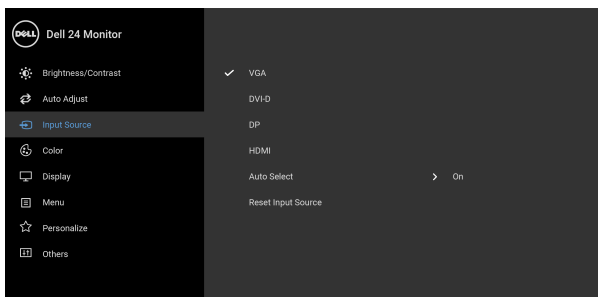 DELL Dell 24 Monitor
Brightness/Contrast
Auto Adjust
Input Source
Color
Display
Menu
Personalize
Others
VGA
DVI-D
DP
HDMI
Auto Select On
Reset Input Source